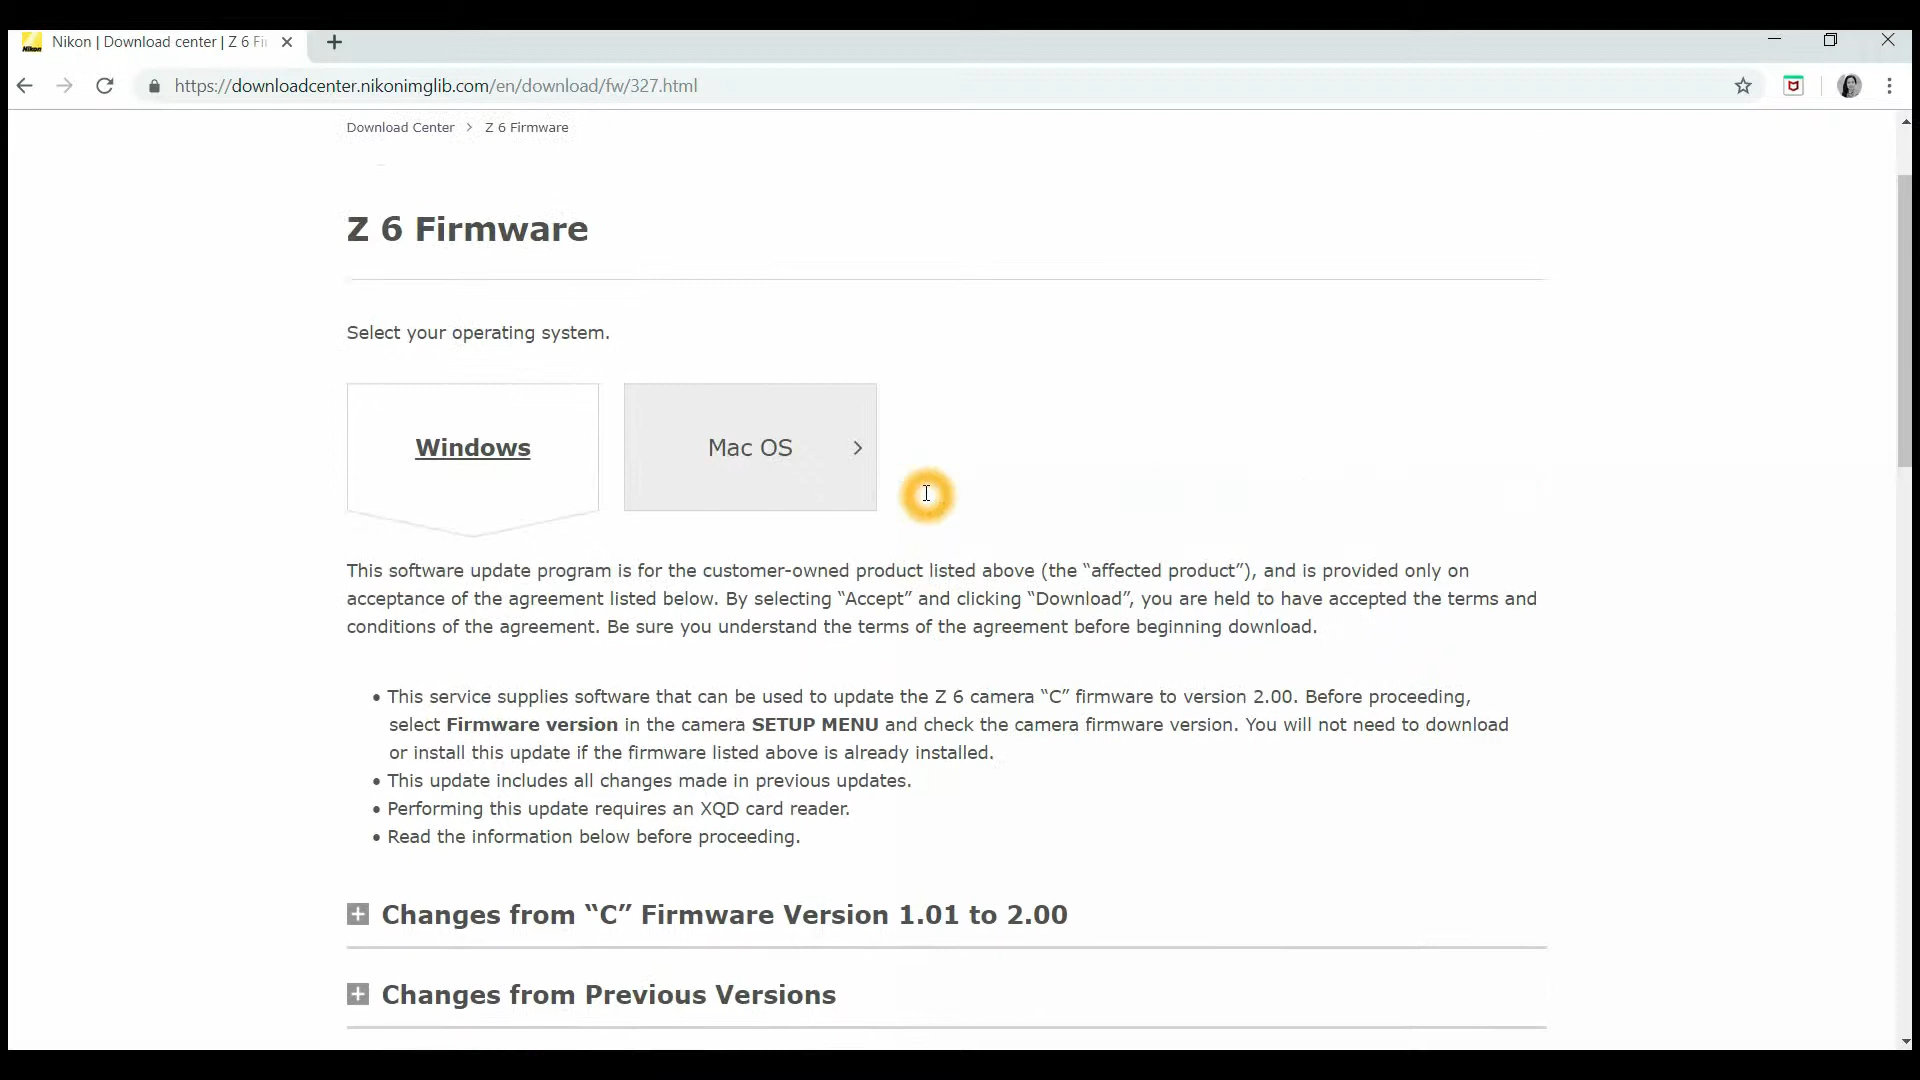 Nikon | Download center | Z 6 Fi
https://downloadcenter.nikonimglib.com/en/download/fw/327.html
Download Center > Z 6 Firmware
Z 6 Firmware
Select your operating system.
Windows
Mac OS
This software update program is for the customer-owned product listed above (the “affected product”), and is provided only on
acceptance of the agreement listed below. By selecting “Accept” and clicking “Download”, you are held to have accepted the terms and
conditions of the agreement. Be sure you understand the terms of the agreement before beginning download.
• This service supplies software that can be used to update the Z 6 camera “C” firmware to version 2.00. Before proceeding,
select Firmware version in the camera SETUP MENU and check the camera firmware version. You will not need to download
or install this update if the firmware listed above is already installed.
• This update includes all changes made in previous updates.
• Performing this update requires an XQD card reader.
• Read the information below before proceeding.
Changes from “C” Firmware Version 1.01 to 2.00
Changes from Previous Versions